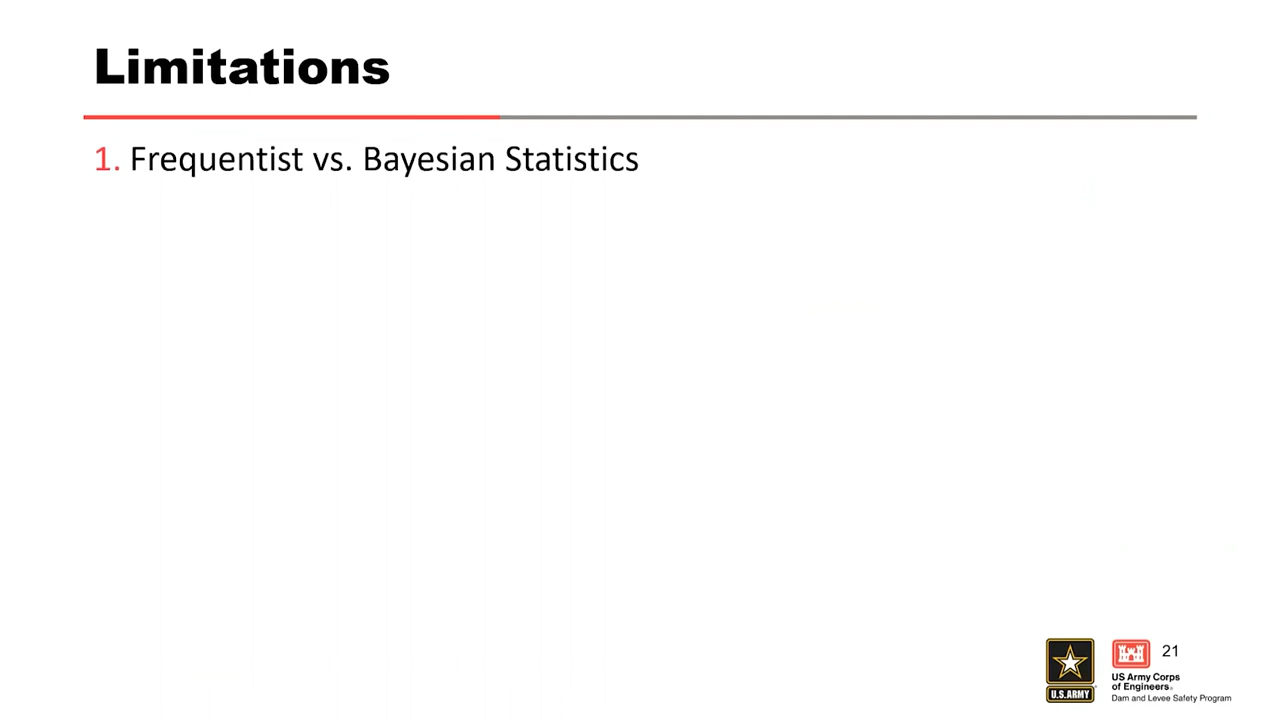 Limitations
1. Frequentist vs. Bayesian Statistics
21
U.S. ARMY
US Army Corps
of Engineers®
Dam and Levee Safety Program